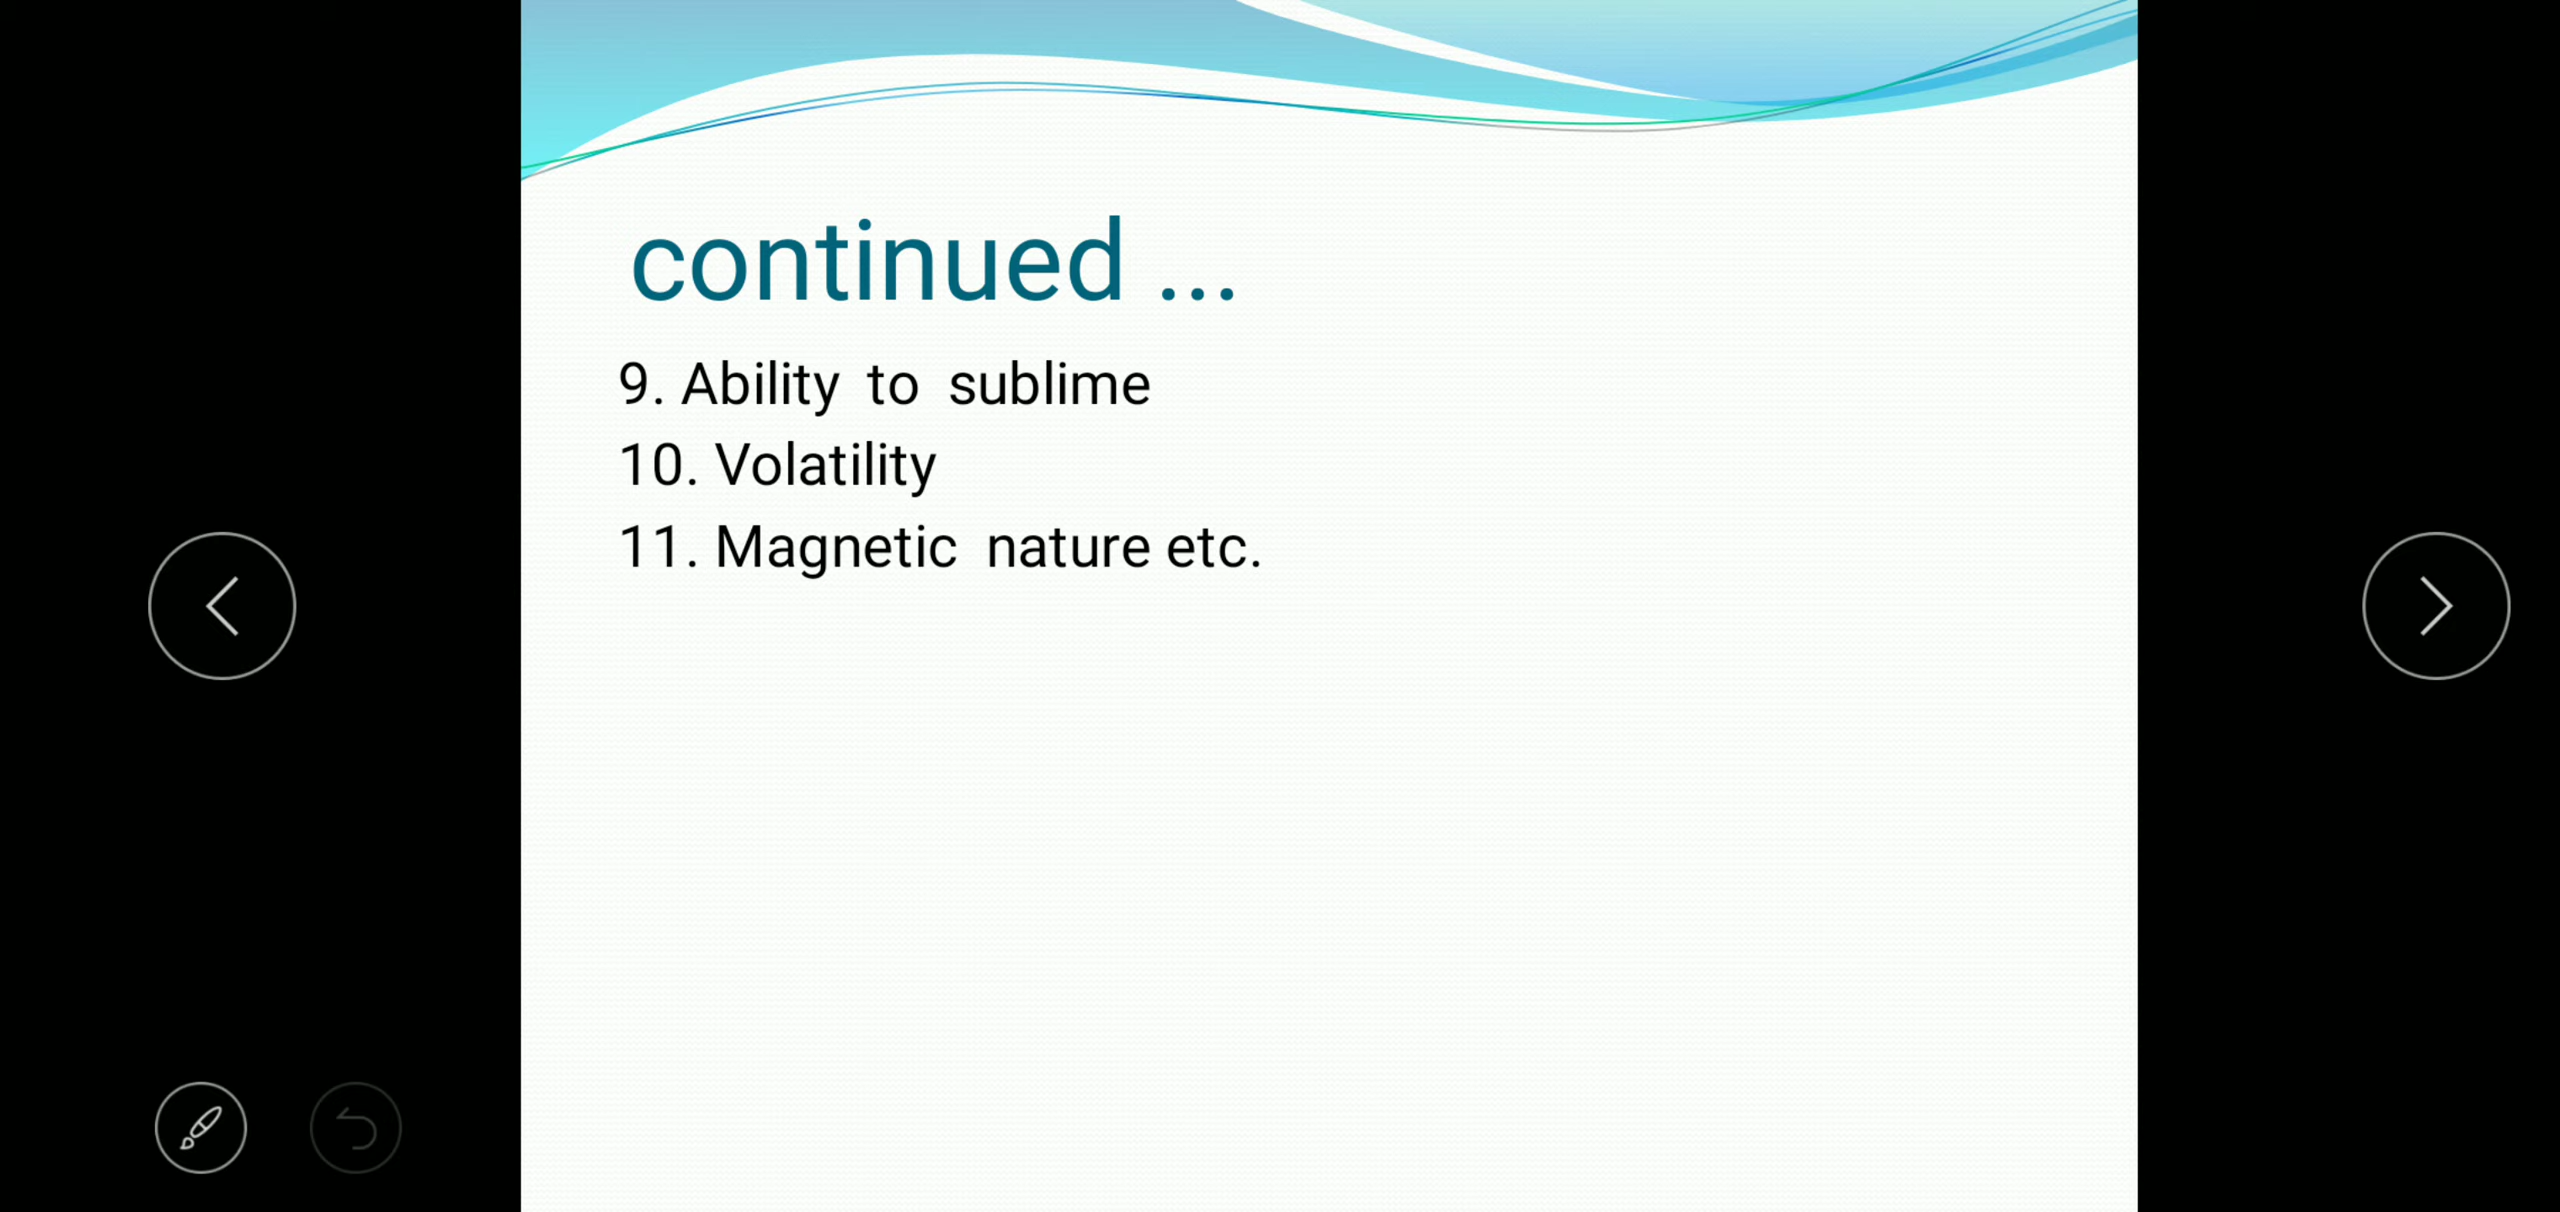 continued ...
9. Ability to sublime
10. Volatility
11. Magnetic nature etc.